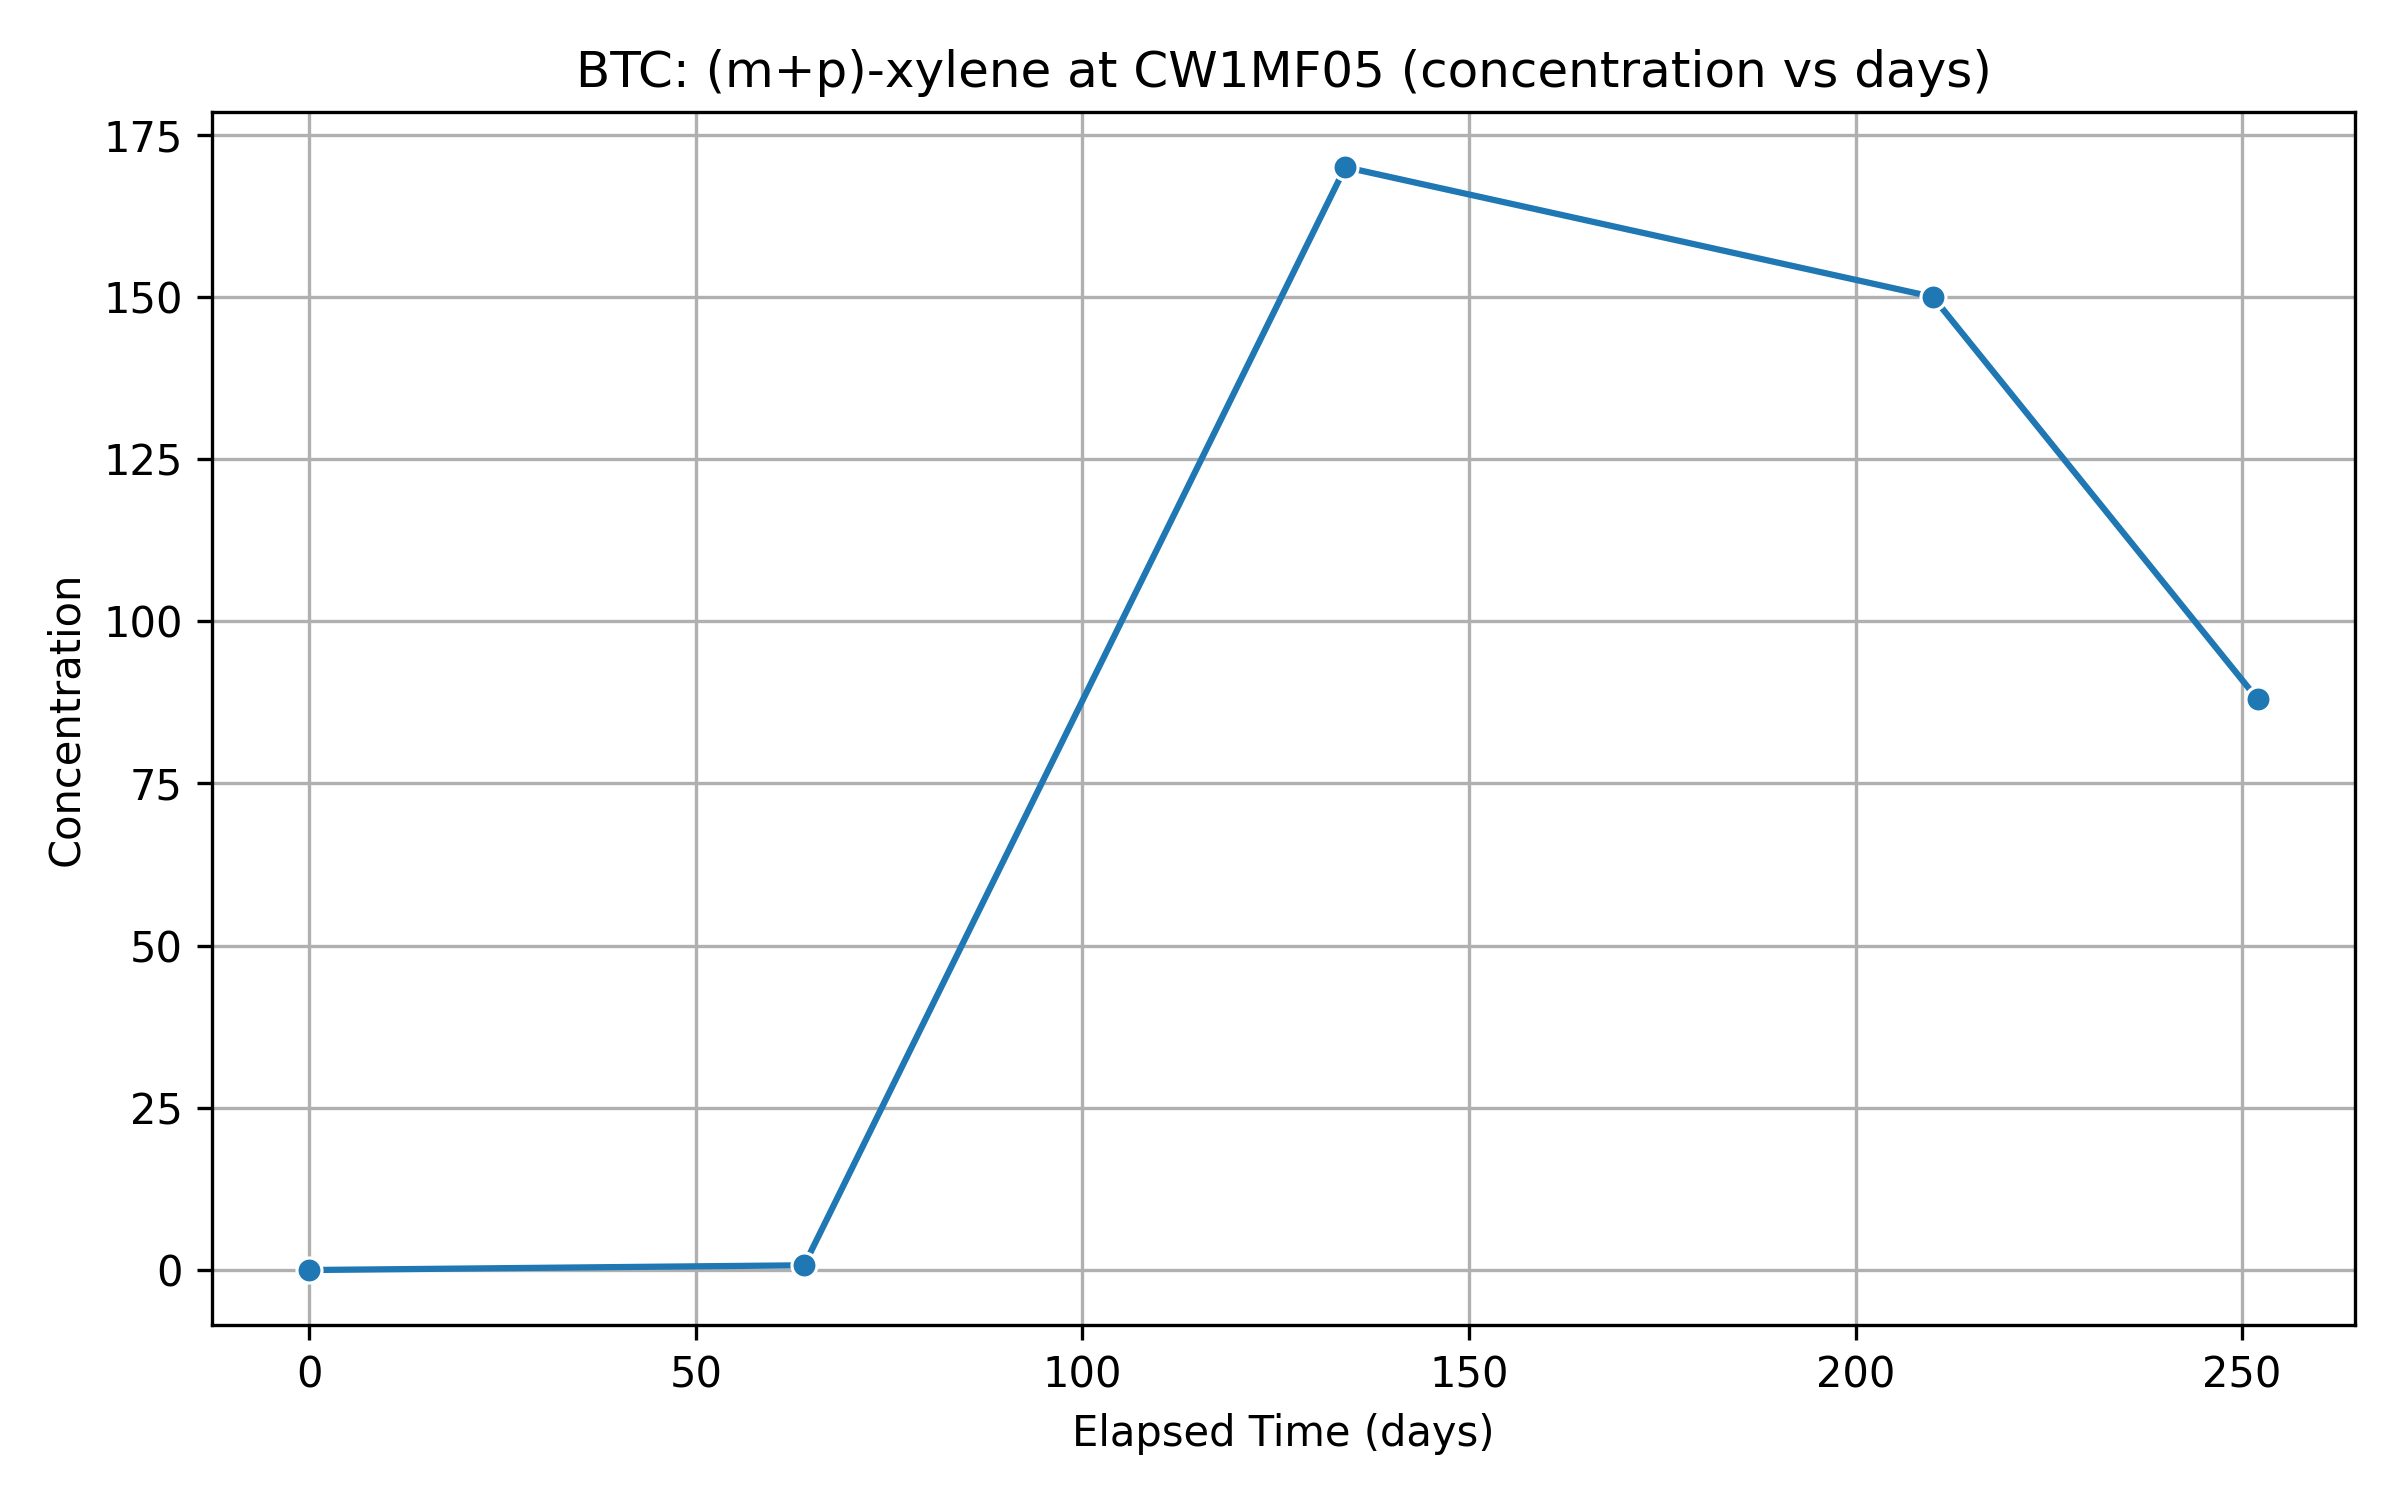 BTC: (m+p)-xylene at CW1MF05 (concentration vs days)
175
150
125
100
75
50
25
0
Concentration
0 50 100 150 200 250
Elapsed Time (days)